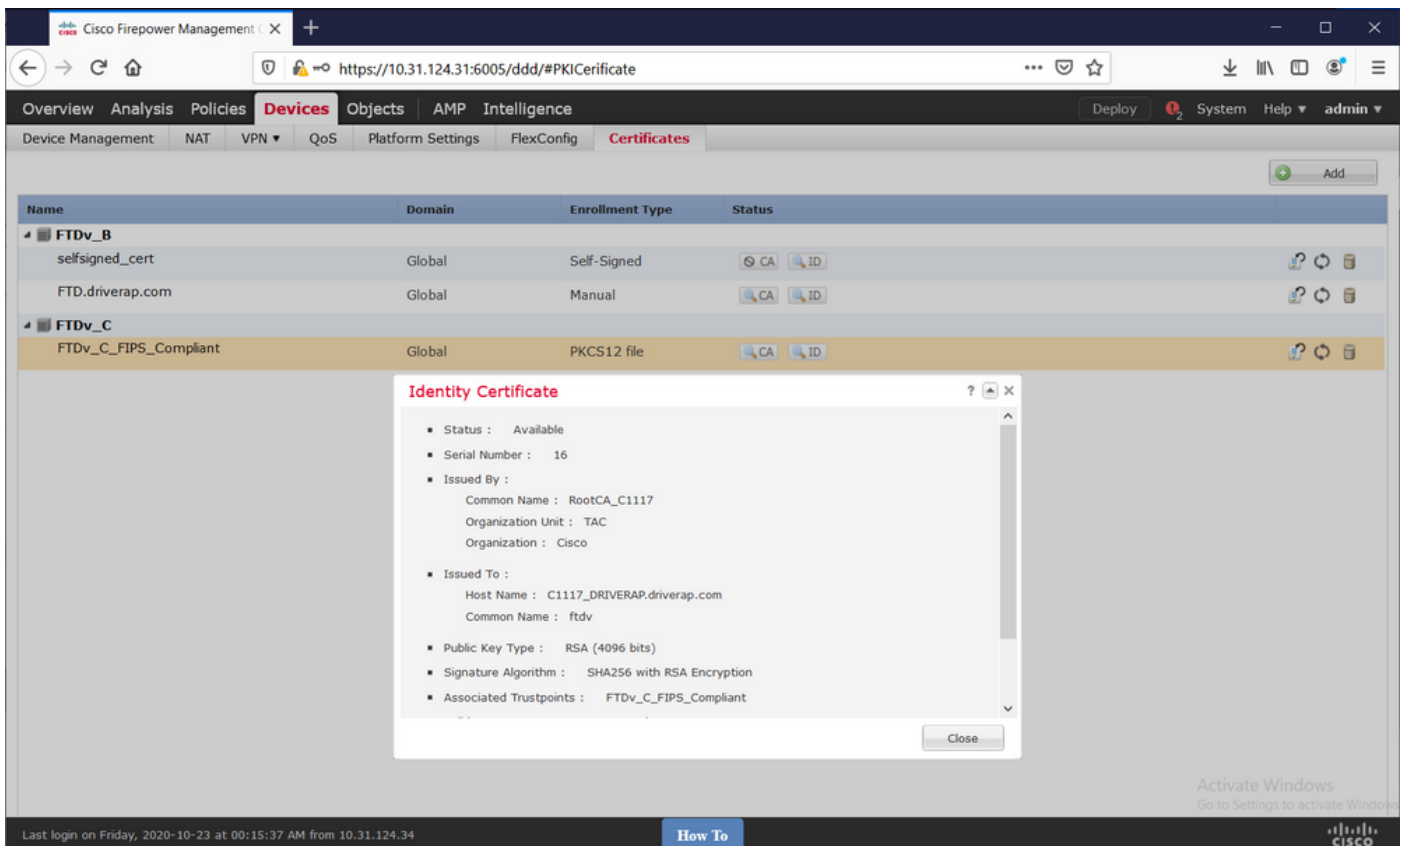 Cisco Firepower Management C
https://10.31.124.31:6005/ddd/#PKICerificate
Overview Analysis Policies Devices Objects AMP Intelligence Deploy 2 System Help admin
Device Management NAT VPN QoS Platform Settings FlexConfig Certificates
Add
Name Domain Enrollment Type Status
FTDv_B
selfsigned_cert Global Self-Signed CA ID
FTD.driverap.com Global Manual CA ID
FTDv_C
FTDv_C_FIPS_Compliant Global PKCS12 file CA ID
Identity Certificate ?
Status : Available
Serial Number : 16
Issued By :
Common Name : RootCA_C1117
Organization Unit : TAC
Organization : Cisco
Issued To :
Host Name : C1117_DRIVERAP.driverap.com
Common Name : ftdv
Public Key Type : RSA (4096 bits)
Signature Algorithm : SHA256 with RSA Encryption
Associated Trustpoints : FTDv_C_FIPS_Compliant
Close
Activate Windows
Go to Settings to activate Windows
Last login on Friday, 2020-10-23 at 00:15:37 AM from 10.31.124.34 How To CISCO